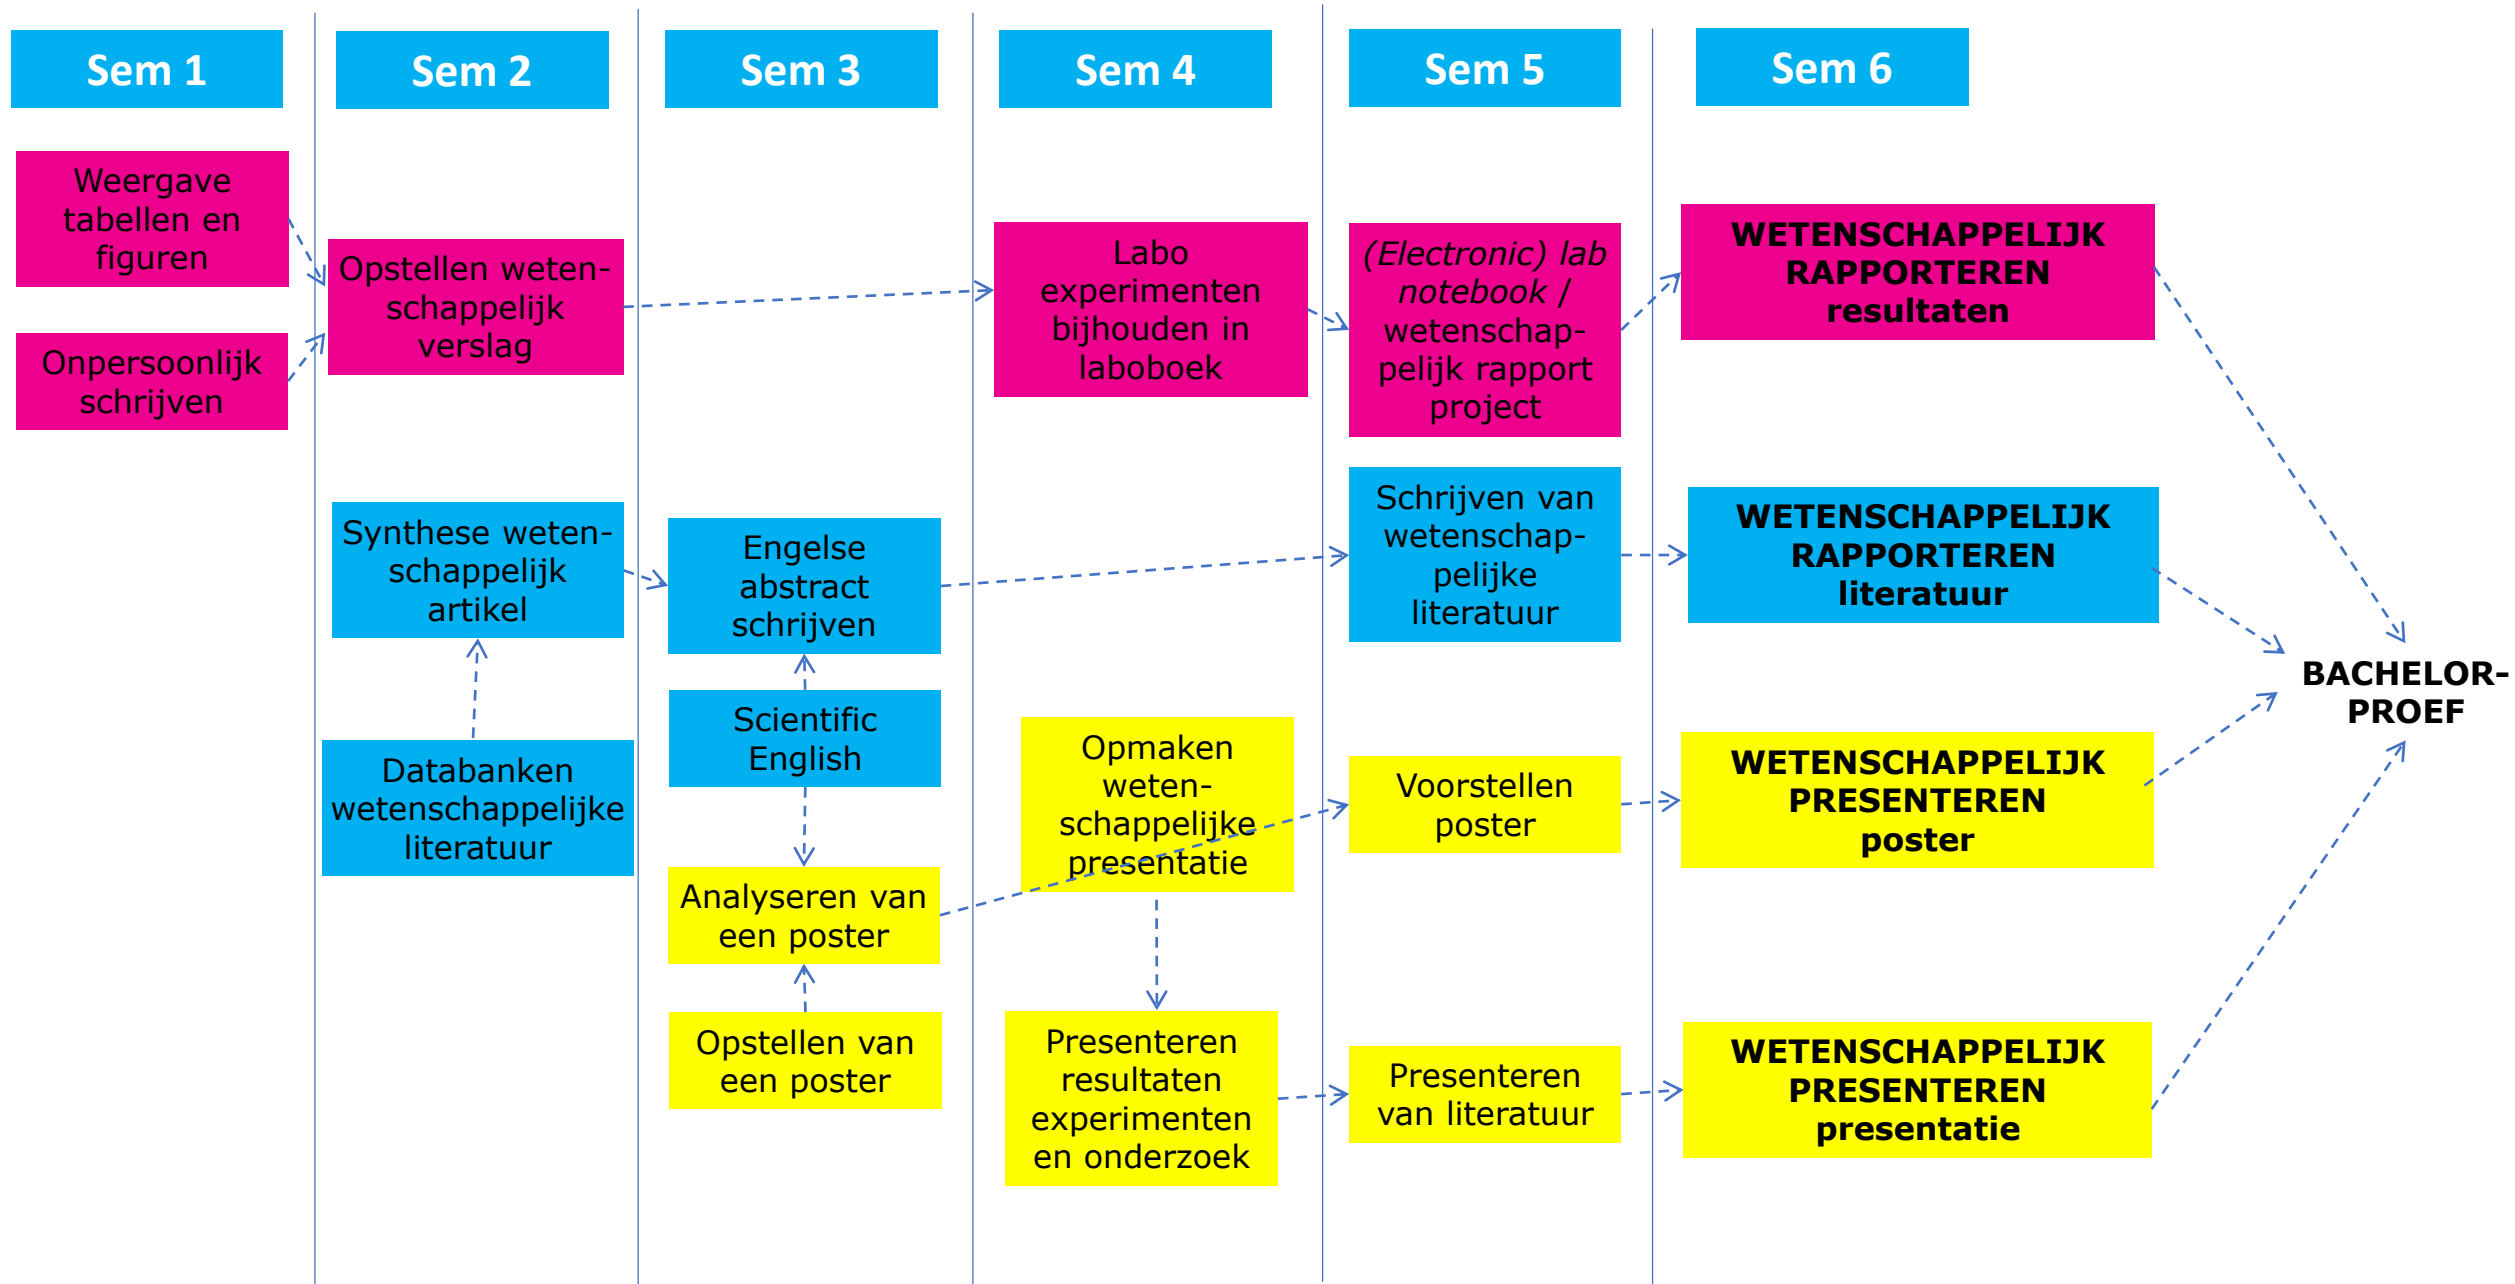 Sem 1
Sem 2
Sem 3
Sem 4
Sem 5
Sem 6
Weergave
tabellen en
figuren
Onpersoonlijk
schrijven
Opstellen weten-
schappelijk
verslag
Labo
experimenten
bijhouden in
laboboek
(Electronic) lab
notebook /
wetenschap-
pelijk rapport
project
WETENSCHAPPELIJK
RAPPORTEREN
resultaten
Synthese weten-
schappelijk
artikel
Databanken
wetenschappelijke
literatuur
Engelse
abstract
schrijven
Scientific
English
Schrijven van
wetenschap-
pelijke
literatuur
WETENSCHAPPELIJK
RAPPORTEREN
literatuur
Analyseren van
een poster
Opstellen van
een poster
Opmaken
weten-
schappelijke
presentatie
Presenteren
resultaten
experimenten
en onderzoek
Voorstellen
poster
Presenteren
van literatuur
WETENSCHAPPELIJK
PRESENTEREN
poster
WETENSCHAPPELIJK
PRESENTEREN
presentatie
BACHELOR-
PROEF